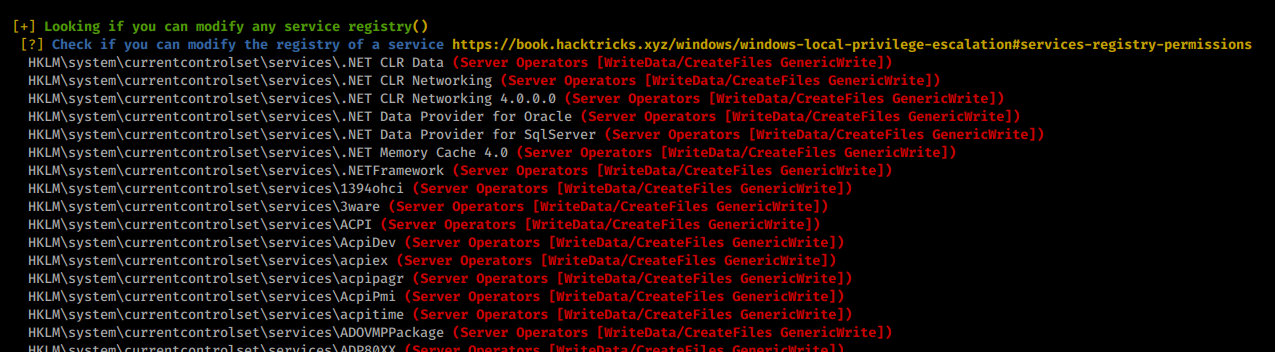 [+] Looking if you can modify any service registry()
[?] Check if you can modify the registry of a service https://book.hacktricks.xyz/windows/windows-local-privilege-escalation#services-registry-permissions
HKLM\system\currentcontrolset\services\.NET CLR Data (Server Operators [WriteData/CreateFiles GenericWrite])
HKLM\system\currentcontrolset\services\.NET CLR Networking (Server Operators [WriteData/CreateFiles GenericWrite])
HKLM\system\currentcontrolset\services\.NET CLR Networking 4.0.0.0 (Server Operators [WriteData/CreateFiles GenericWrite])
HKLM\system\currentcontrolset\services\.NET Data Provider for Oracle (Server Operators [WriteData/CreateFiles GenericWrite])
HKLM\system\currentcontrolset\services\.NET Data Provider for SqlServer (Server Operators [WriteData/CreateFiles GenericWrite])
HKLM\system\currentcontrolset\services\.NET Memory Cache 4.0 (Server Operators [WriteData/CreateFiles GenericWrite])
HKLM\system\currentcontrolset\services\.NETFramework (Server Operators [WriteData/CreateFiles GenericWrite])
HKLM\system\currentcontrolset\services\1394ohci (Server Operators [WriteData/CreateFiles GenericWrite])
HKLM\system\currentcontrolset\services\3ware (Server Operators [WriteData/CreateFiles GenericWrite])
HKLM\system\currentcontrolset\services\ACPI (Server Operators [WriteData/CreateFiles GenericWrite])
HKLM\system\currentcontrolset\services\AcpiDev (Server Operators [WriteData/CreateFiles GenericWrite])
HKLM\system\currentcontrolset\services\acpiex (Server Operators [WriteData/CreateFiles GenericWrite])
HKLM\system\currentcontrolset\services\acpipagr (Server Operators [WriteData/CreateFiles GenericWrite])
HKLM\system\currentcontrolset\services\AcpiPmi (Server Operators [WriteData/CreateFiles GenericWrite])
HKLM\system\currentcontrolset\services\acpitime (Server Operators [WriteData/CreateFiles GenericWrite])
HKLM\system\currentcontrolset\services\ADOVMPPackage (Server Operators [WriteData/CreateFiles GenericWrite])
HKLM\system\currentcontrolset\services\ADP80XX (Server Operators [WriteData/CreateFiles GenericWrite])